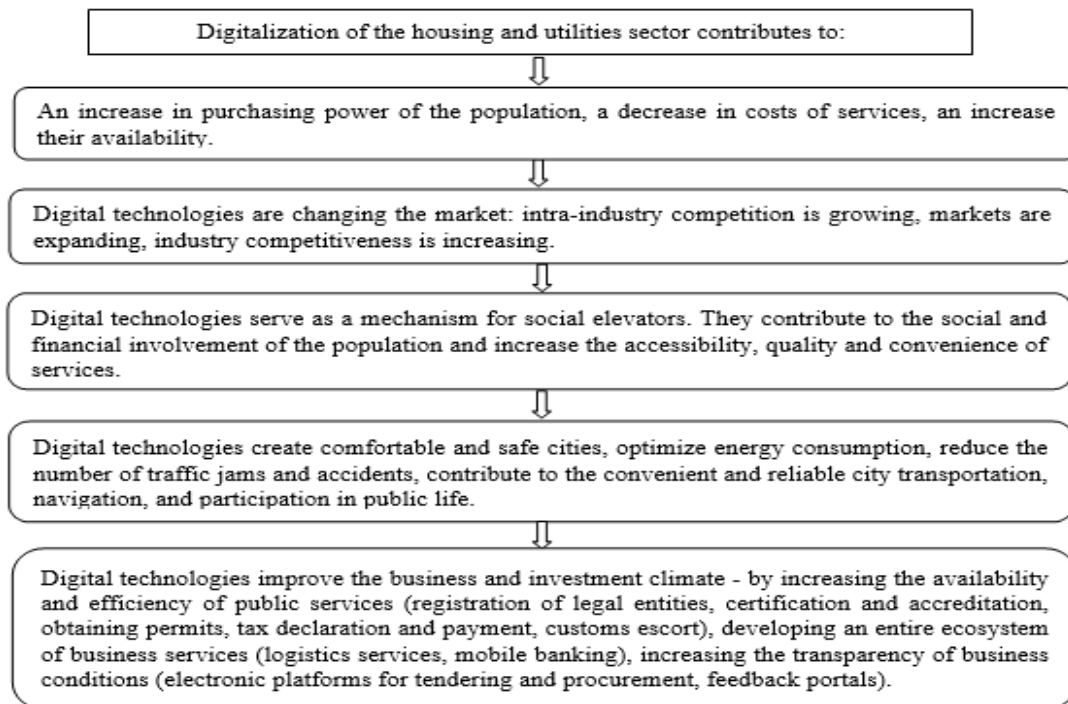 Digitalization of the housing and utilities sector contributes to:
An increase in purchasing power of the population, a decrease in costs of services, an increase
their availability.
Digital technologies are changing the market: intra-industry competition is growing, markets are
expanding, industry competitiveness is increasing.
Digital technologies serve as a mechanism for social elevators. They contribute to the social and
financial involvement of the population and increase the accessibility, quality and convenience of
services.
Digital technologies create comfortable and safe cities, optimize energy consumption, reduce the
number of traffic jams and accidents, contribute to the convenient and reliable city transportation,
navigation, and participation in public life.
Digital technologies improve the business and investment climate - by increasing the availability
and efficiency of public services (registration of legal entities, certification and accreditation,
obtaining permits, tax declaration and payment, customs escort), developing an entire ecosystem
of business services (logistics services, mobile banking), increasing the transparency of business
conditions (electronic platforms for tendering and procurement, feedback portals).